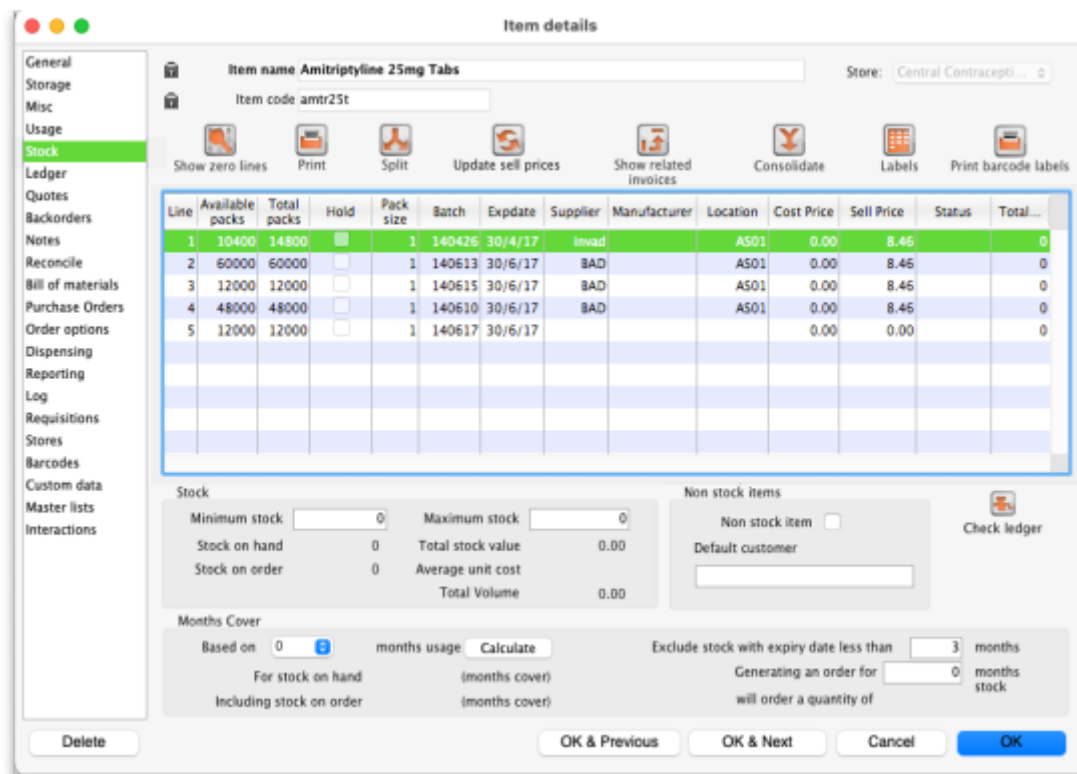 Item details
General
Storage
Misc
Usage
Stock
Ledger
Quotes
Backorders
Notes
Reconcile
Bill of materials
Purchase Orders
Order options
Dispensing
Reporting
Log
Requisitions
Stores
Barcodes
Custom data
Master lists
Interactions
Item name Amitriptyline 25mg Tabs
Store: Central Contracepti...
Item code amtr25t
Show zero lines
Print
Split
Update sell prices
Show related invoices
Consolidate
Labels
Print barcode labels
Line Available packs Total packs Hold Pack size Batch Expdate Supplier Manufacturer Location Cost Price Sell Price Status Total...
1 10400 14800 1 140426 30/4/17 invad AS01 0.00 8.46 0
2 60000 60000 1 140613 30/6/17 BAD AS01 0.00 8.46 0
3 12000 12000 1 140615 30/6/17 BAD AS01 0.00 8.46 0
4 48000 48000 1 140610 30/6/17 BAD AS01 0.00 8.46 0
5 12000 12000 1 140617 30/6/17 0.00 0.00 0
Stock
Minimum stock 0 Maximum stock 0
Stock on hand 0 Total stock value 0.00
Stock on order 0 Average unit cost
Total Volume 0.00
Non stock items
Non stock item
Default customer
Check ledger
Months Cover
Based on 0 months usage Calculate
For stock on hand (months cover)
Including stock on order (months cover)
Exclude stock with expiry date less than 3 months
Generating an order for 0 months stock
will order a quantity of
Delete
OK & Previous
OK & Next
Cancel
OK